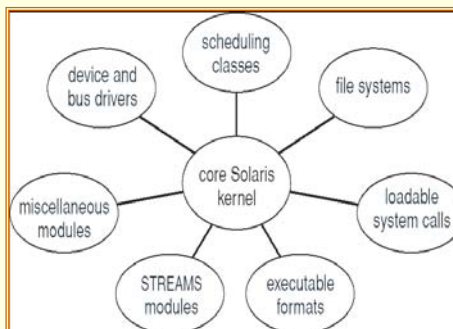 scheduling
classes
device and
bus drivers
file systems
core Solaris
kernel
miscellaneous
modules
loadable
system calls
STREAMS
modules
executable
formats